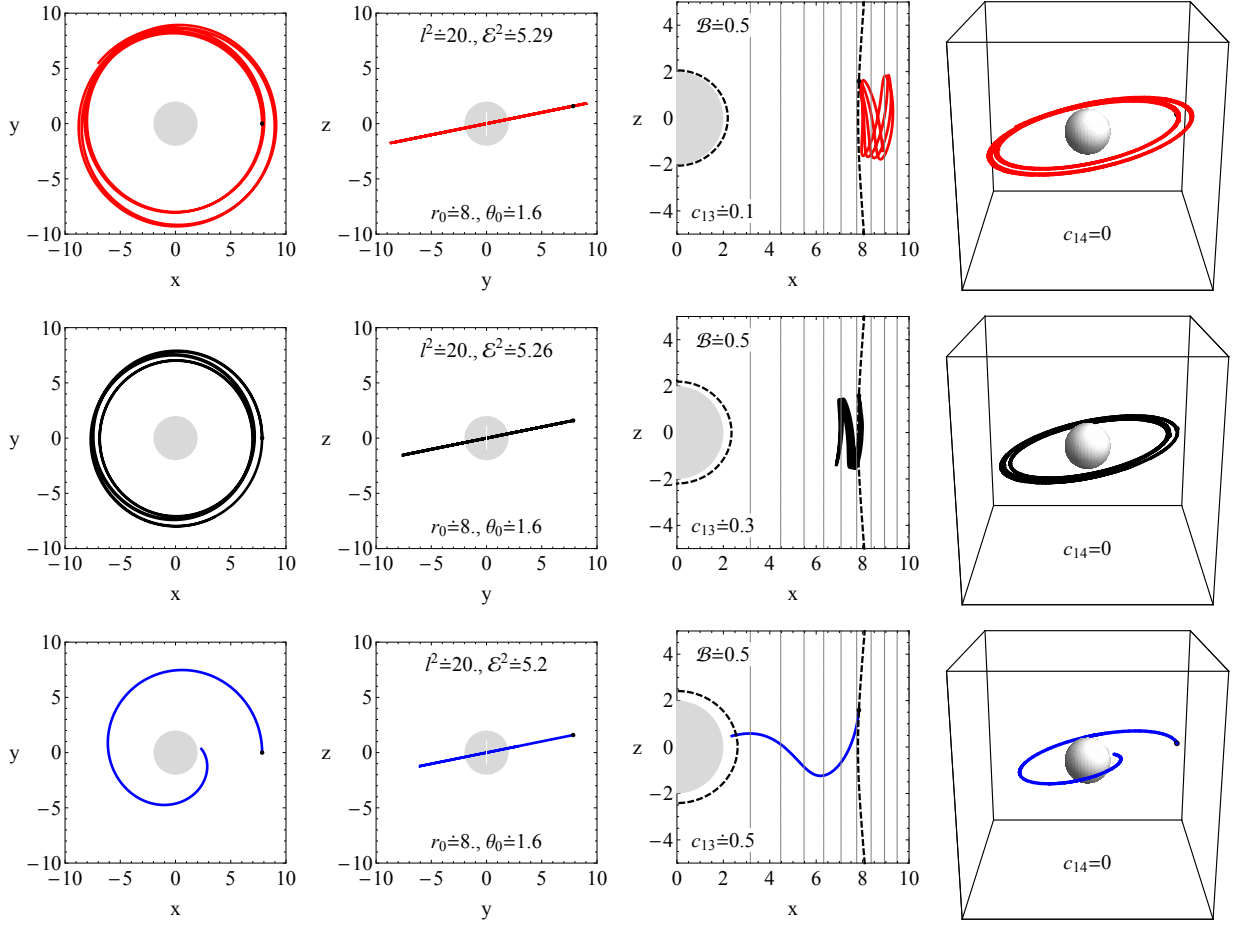 10
5
y
0
−5
−10
−10 −5 0 5 10
x
10
5
z
0
−5
−10
−10 −5 0 5 10
y
l²≐20., ℰ²≐5.29
r₀≐8., θ₀≐1.6
4
2
z
0
−2
−4
0 2 4 6 8 10
x
ℬ≐0.5
c₁₃≐0.1
c₁₄=0
10
5
y
0
−5
−10
−10 −5 0 5 10
x
10
5
z
0
−5
−10
−10 −5 0 5 10
y
l²≐20., ℰ²≐5.26
r₀≐8., θ₀≐1.6
4
2
z
0
−2
−4
0 2 4 6 8 10
x
ℬ≐0.5
c₁₃≐0.3
c₁₄=0
10
5
y
0
−5
−10
−10 −5 0 5 10
x
10
5
z
0
−5
−10
−10 −5 0 5 10
y
l²≐20., ℰ²≐5.2
r₀≐8., θ₀≐1.6
4
2
z
0
−2
−4
0 2 4 6 8 10
x
ℬ≐0.5
c₁₃≐0.5
c₁₄=0